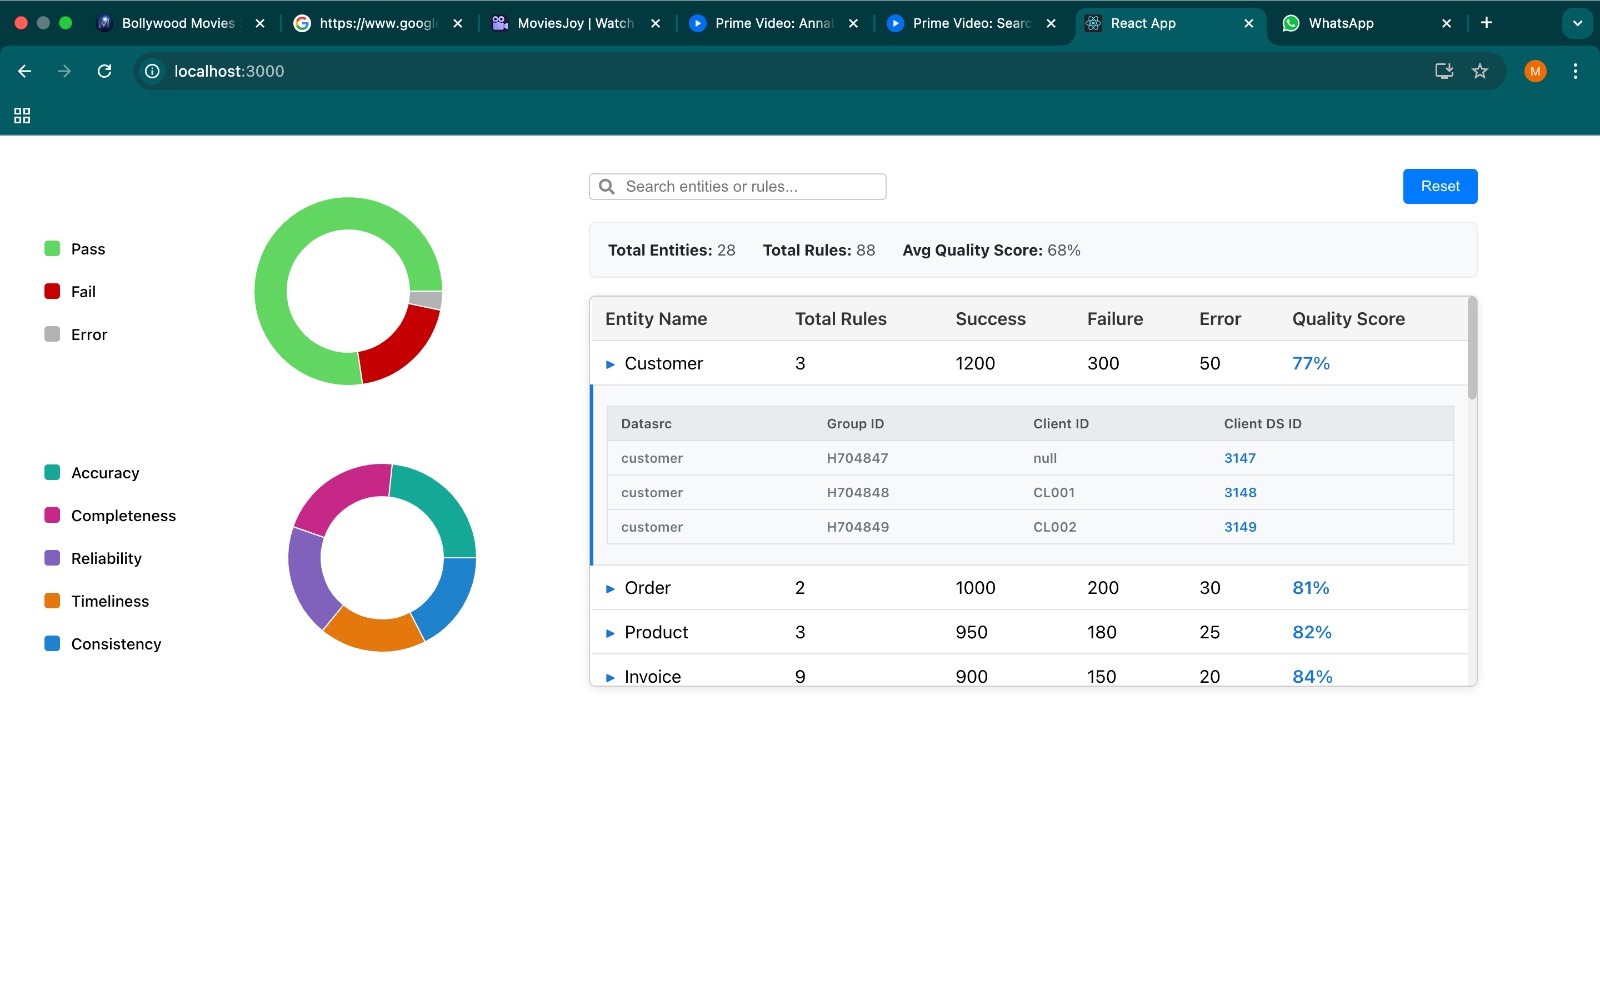 Bollywood Movies
https://www.googl
MoviesJoy | Watch
Prime Video: Annal
Prime Video: Searc
React App
WhatsApp
localhost:3000
M
Search entities or rules...
Reset
Total Entities: 28 Total Rules: 88 Avg Quality Score: 68%
Pass
Fail
Error
Accuracy
Completeness
Reliability
Timeliness
Consistency
Entity Name Total Rules Success Failure Error Quality Score
Customer 3 1200 300 50 77%
Datasrc Group ID Client ID Client DS ID
customer H704847 null 3147
customer H704848 CL001 3148
customer H704849 CL002 3149
Order 2 1000 200 30 81%
Product 3 950 180 25 82%
Invoice 9 900 150 20 84%